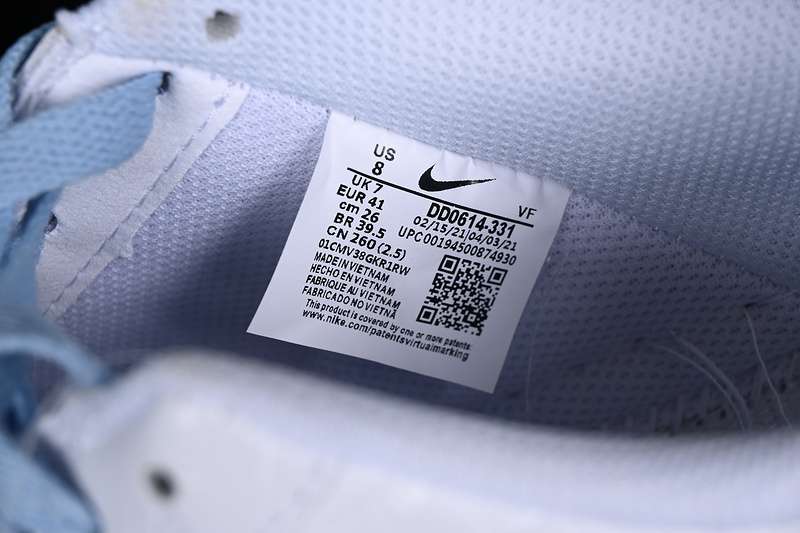 US
8
UK 7
EUR 41
cm 26
BR 39.5
CN 260 (2.5)
VF
DD0614-331
02/15/21 04/03/21
UPC 00194500874930
01CMV38GKR1RW
MADE IN VIETNAM
HECHO EN VIETNAM
FABRIQUE AU VIETNAM
FABRICADO NO VIETNÃ
This product is covered by one or more patents:
www.nike.com/patentsvirtualmarking